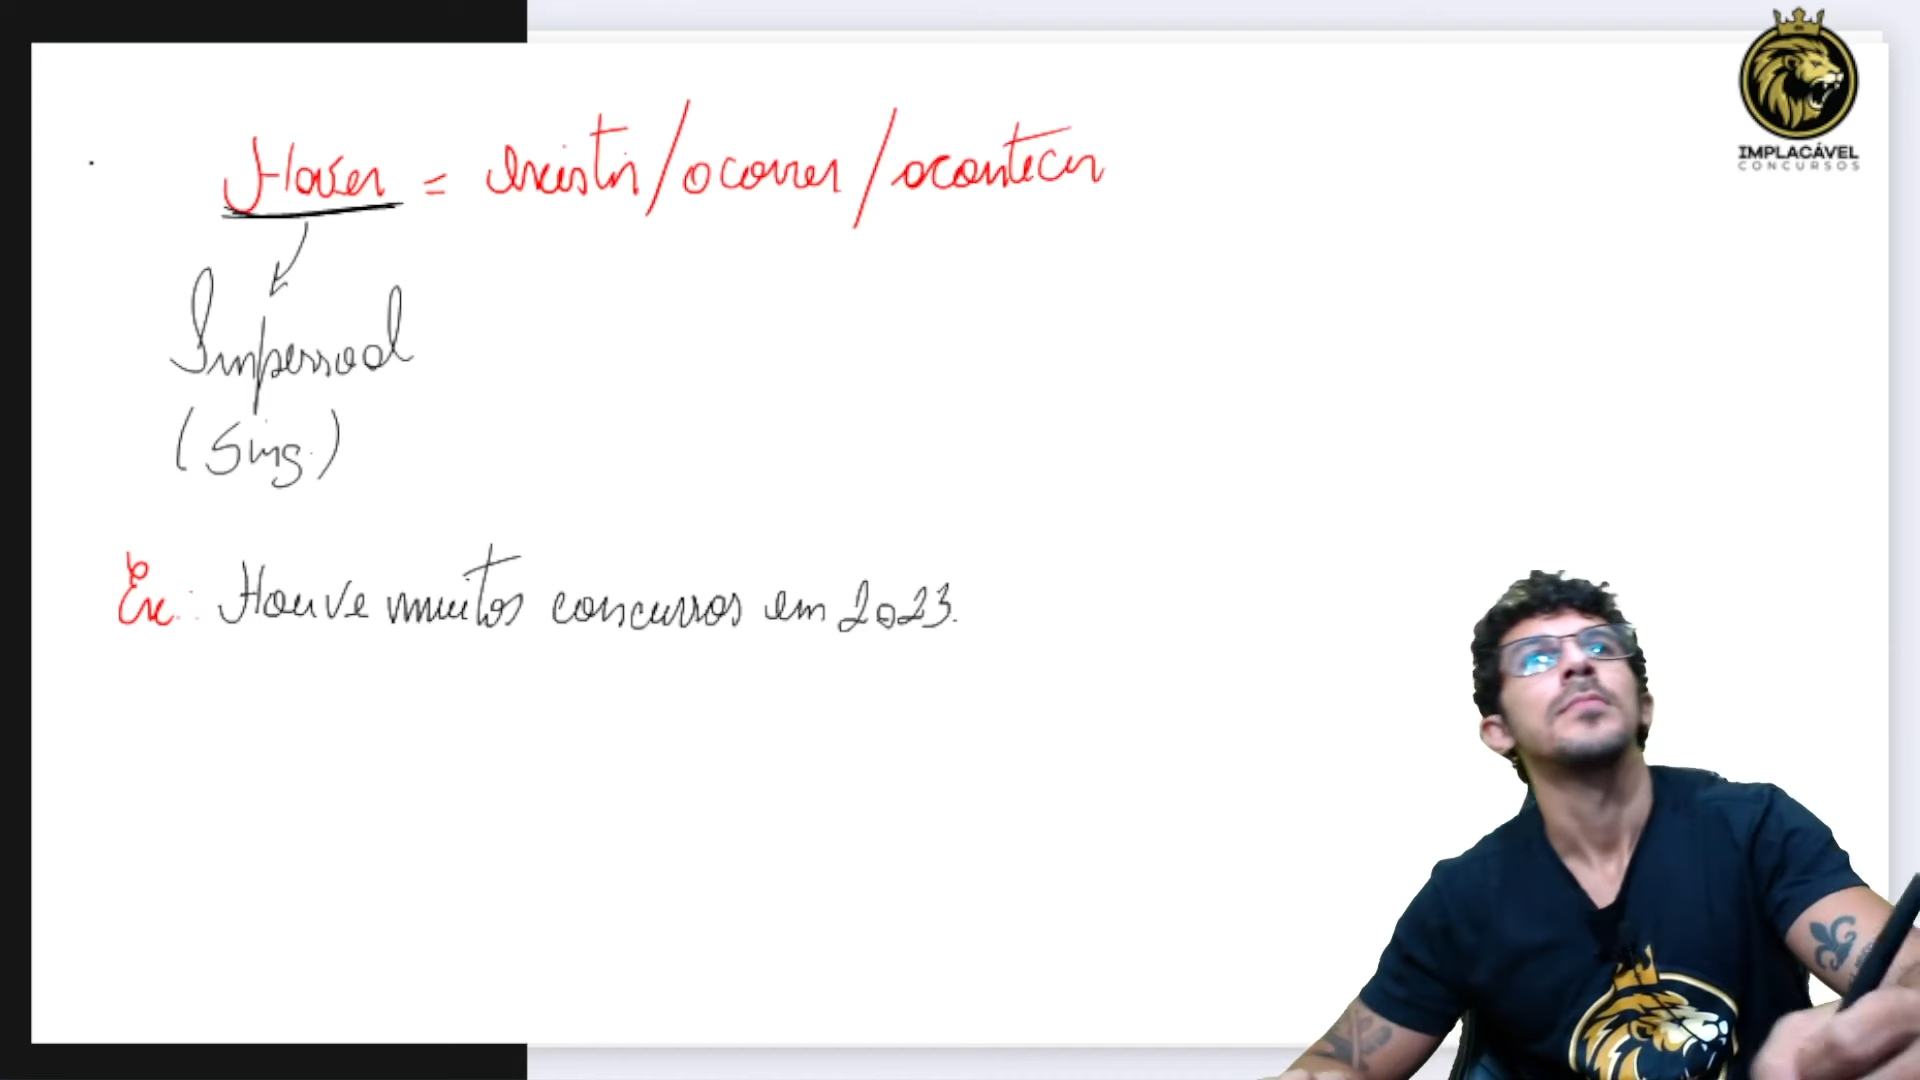 IMPLACÁVEL
CONCURSOS
Haver = existir/ocorrer/acontecer
Impessoal
(Sing.)
Ex.: Houve muitos concursos em 2023.